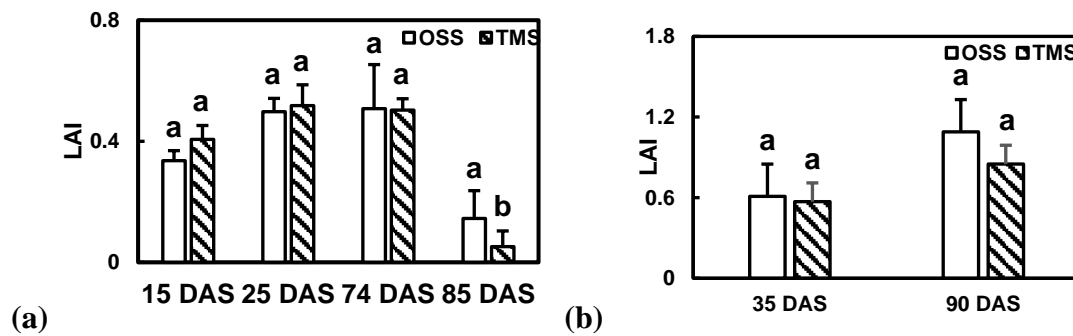 0.8
OSS TMS
a
a a
a
a
a
0.4
a
b
0
LAI
15 DAS 25 DAS 74 DAS 85 DAS
(a)
1.8
OSS TMS
a
1.2
a
a a
0.6
0
LAI
35 DAS 90 DAS
(b)